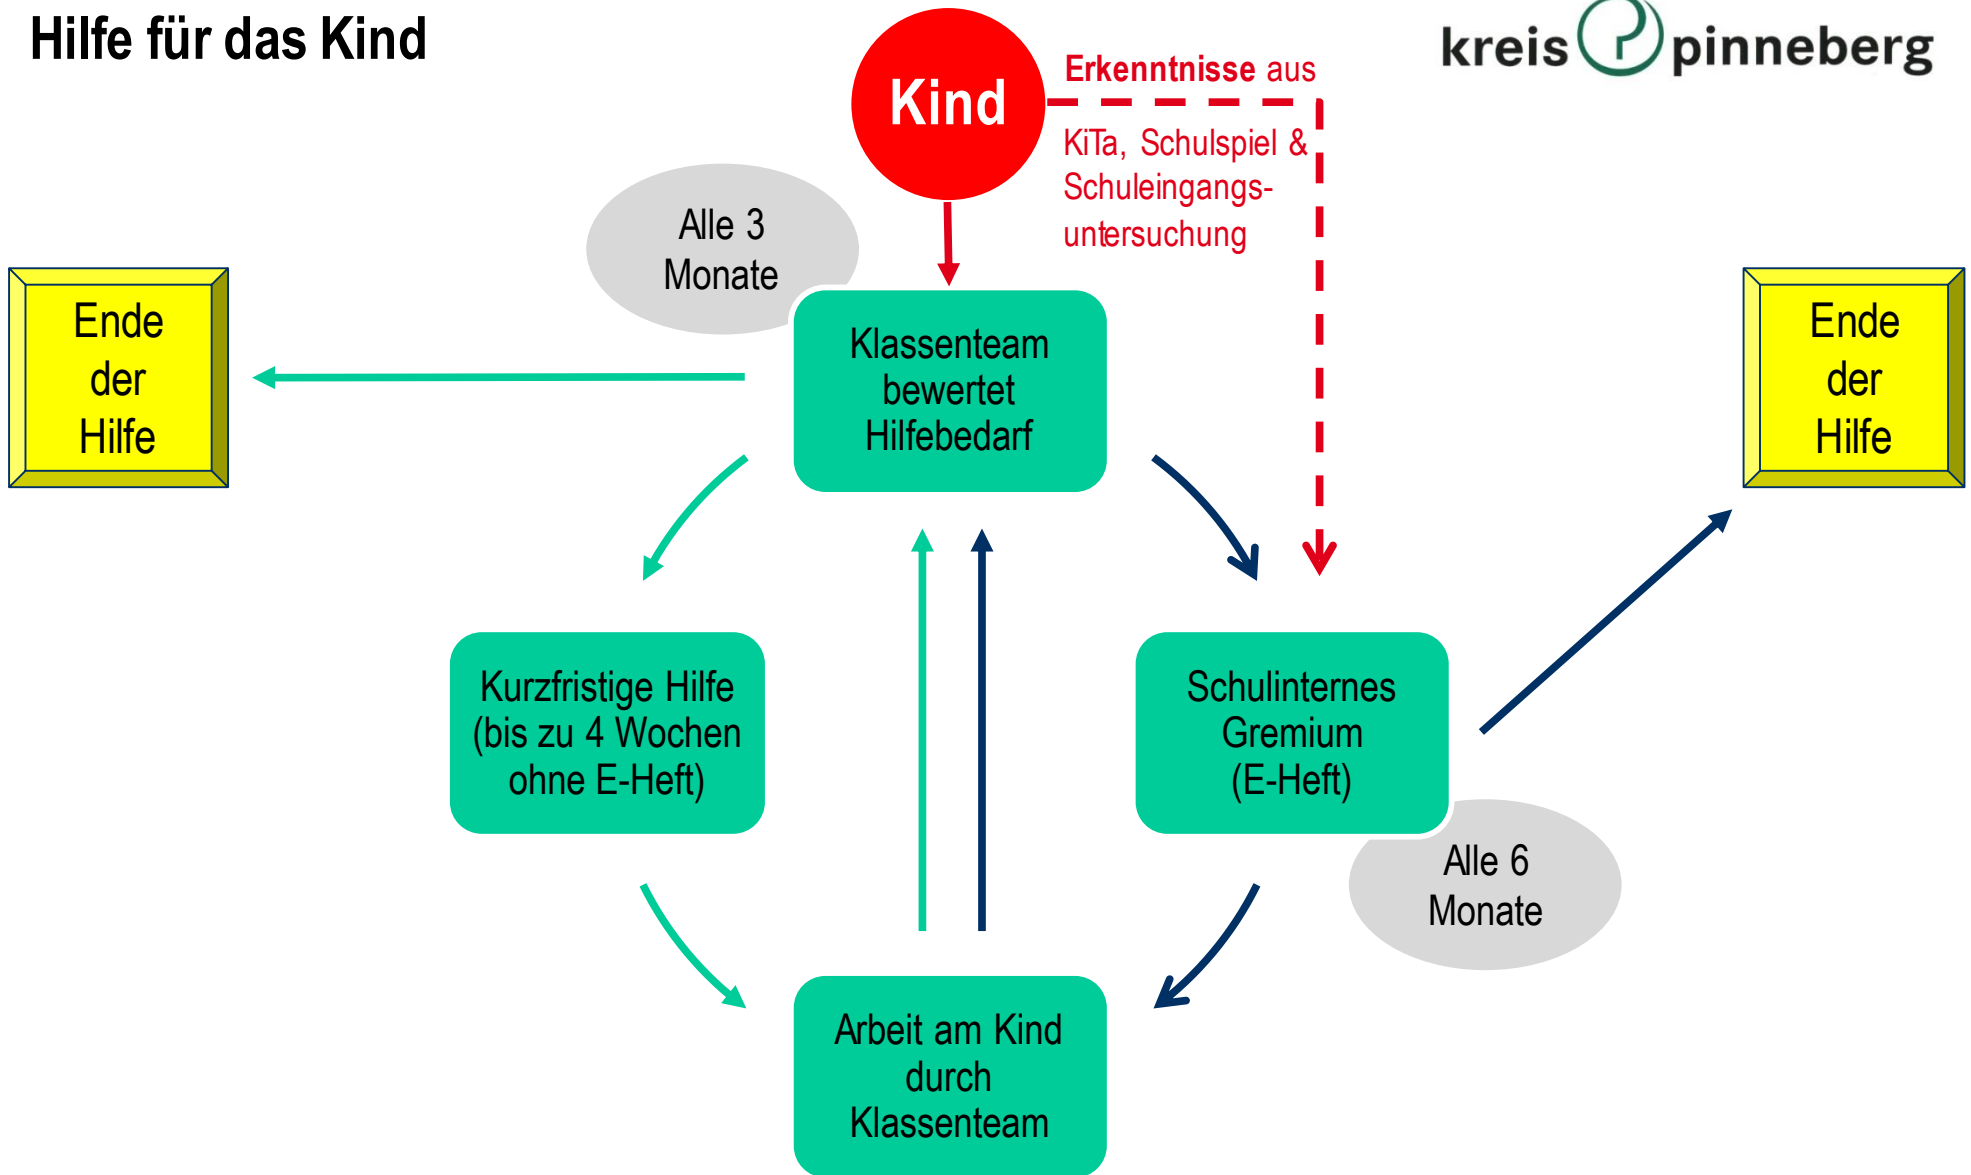 Hilfe für das Kind
kreis pinneberg
Kind
Erkenntnisse aus
KiTa, Schulspiel &
Schuleingangs-
untersuchung
Alle 3
Monate
Ende
der
Hilfe
Klassenteam
bewertet
Hilfebedarf
Ende
der
Hilfe
Kurzfristige Hilfe
(bis zu 4 Wochen
ohne E-Heft)
Schulinternes
Gremium
(E-Heft)
Alle 6
Monate
Arbeit am Kind
durch
Klassenteam